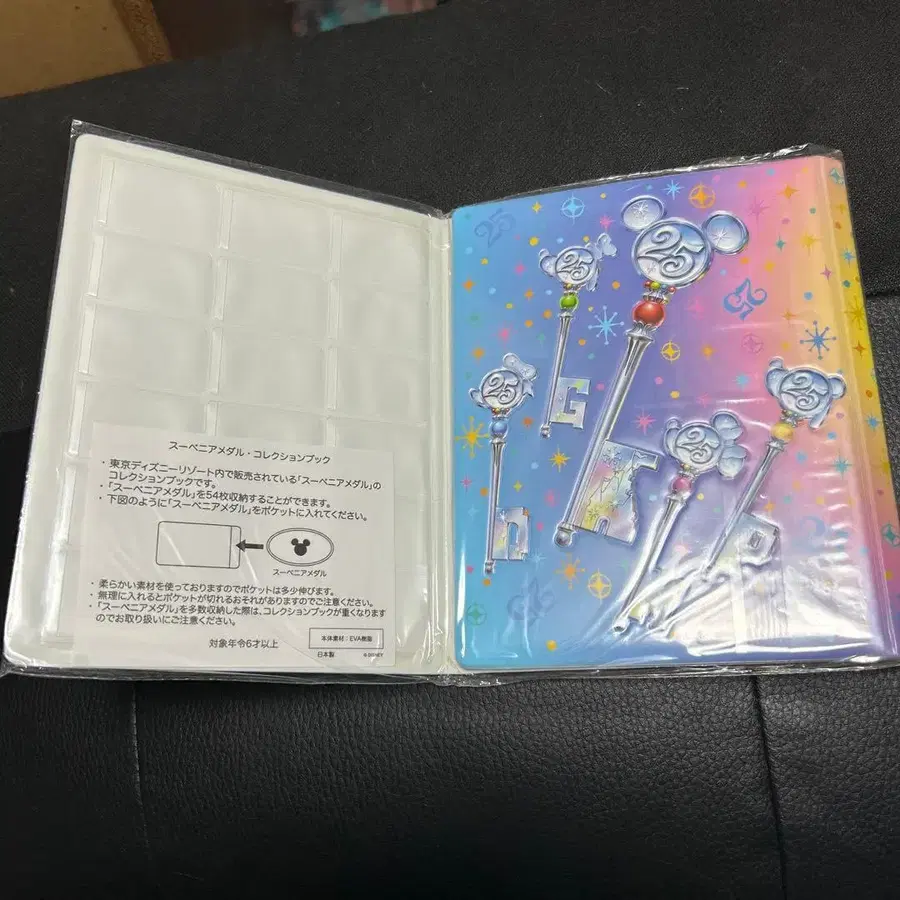 スーベニアメダル・コレクションブック
・東京ディズニーリゾート内で販売されている「スーベニアメダル」の
コレクションブックです。
・「スーベニアメダル」を54枚収納することができます。
・下図のように「スーベニアメダル」をポケットに入れてください。
スーベニアメダル
・柔らかい素材を使っておりますのでポケットは多少伸びます。
・無理に入れるとポケットが切れるおそれがありますのでご注意ください。
・「スーベニアメダル」を多数収納した際は、コレクションブックが重くなります
のでお取り扱いにご注意ください。
対象年令6才以上
本体素材：EVA樹脂
日本製
© DISNEY
25
25
25
25
25
25
25
G
n
R
P